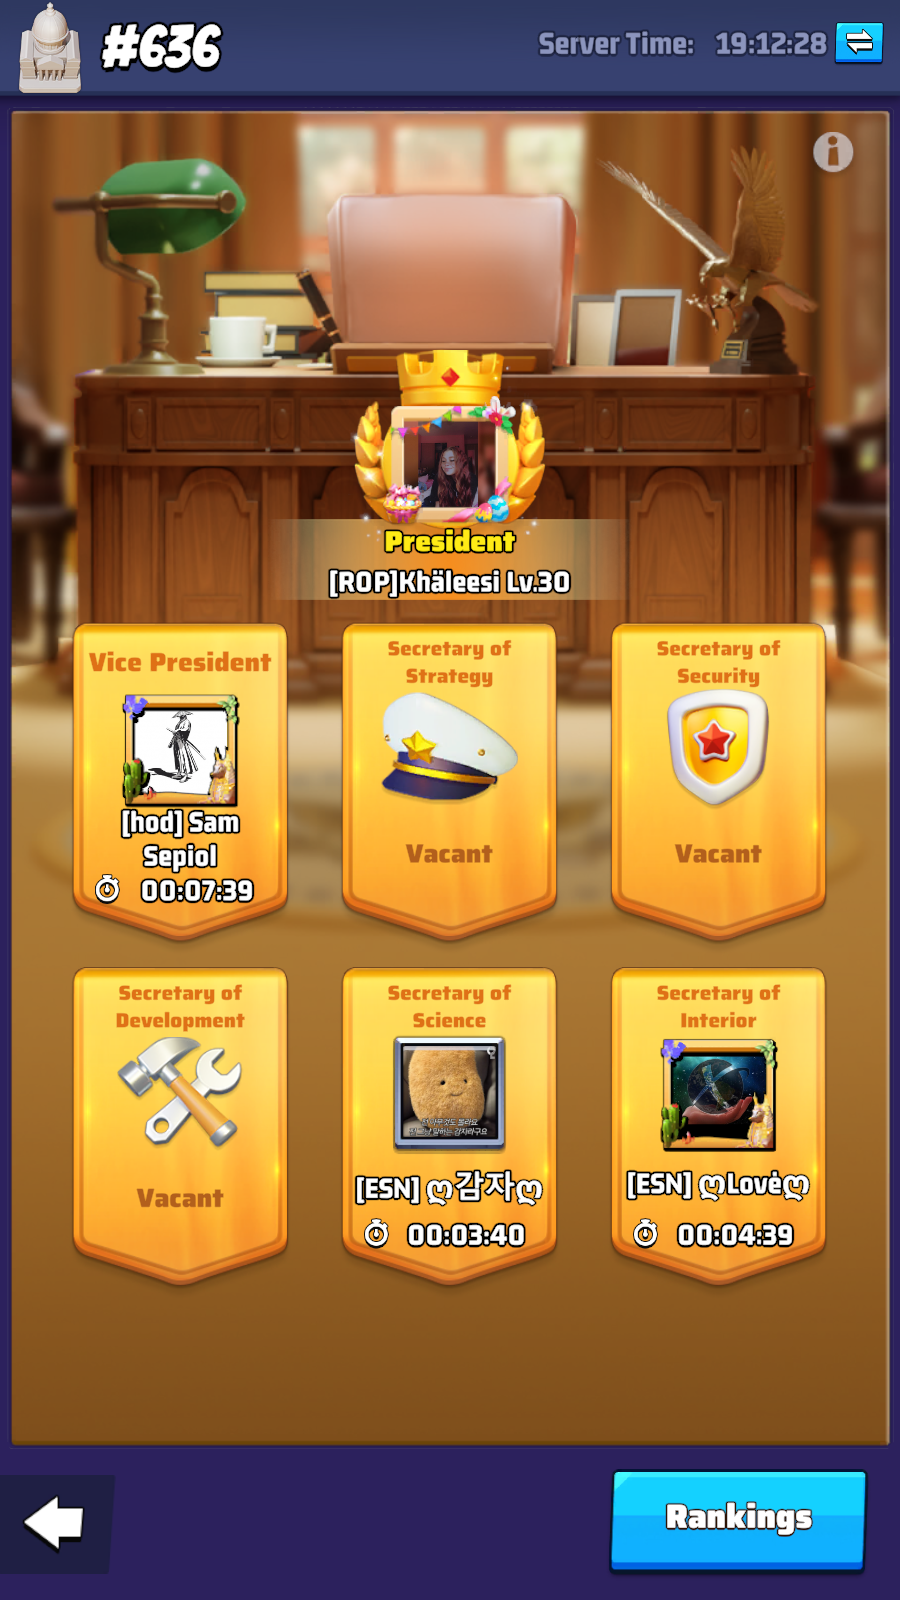 #636
Server Time: 19:12:28
President
[ROP]Khäleesi Lv.30
Vice President
[hod] Sam
Sepiol
00:07:39
Secretary of
Strategy
Vacant
Secretary of
Security
Vacant
Secretary of
Development
Vacant
Secretary of
Science
[ESN] ღ감자ღ
00:03:40
Secretary of
Interior
[ESN] ღLovėღ
00:04:39
Rankings